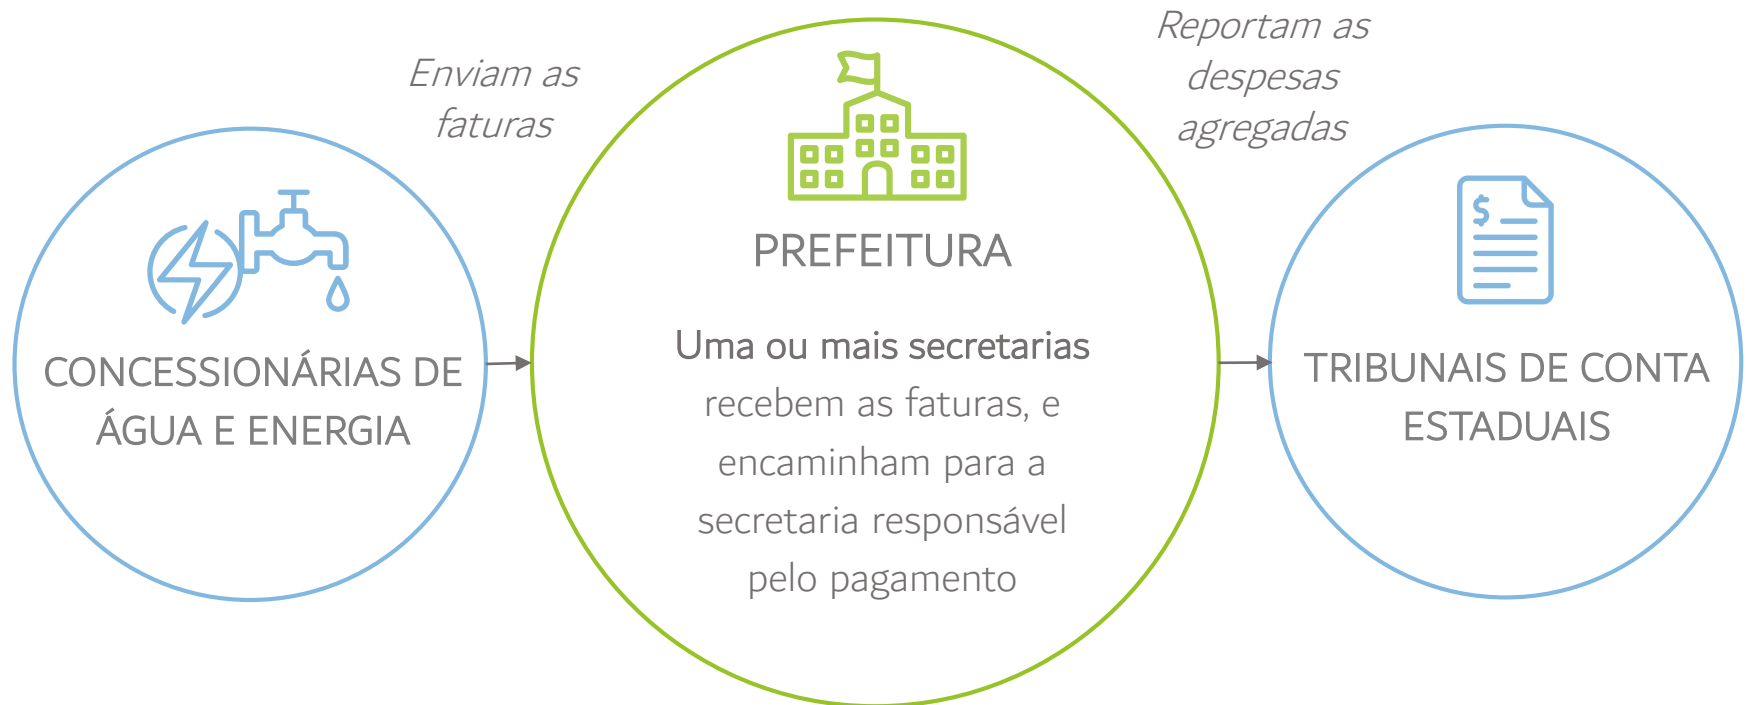 Enviam as
faturas
Reportam as
despesas
agregadas
CONCESSIONÁRIAS DE
ÁGUA E ENERGIA
PREFEITURA
Uma ou mais secretarias
recebem as faturas, e
encaminham para a
secretaria responsável
pelo pagamento
$
TRIBUNAIS DE CONTA
ESTADUAIS